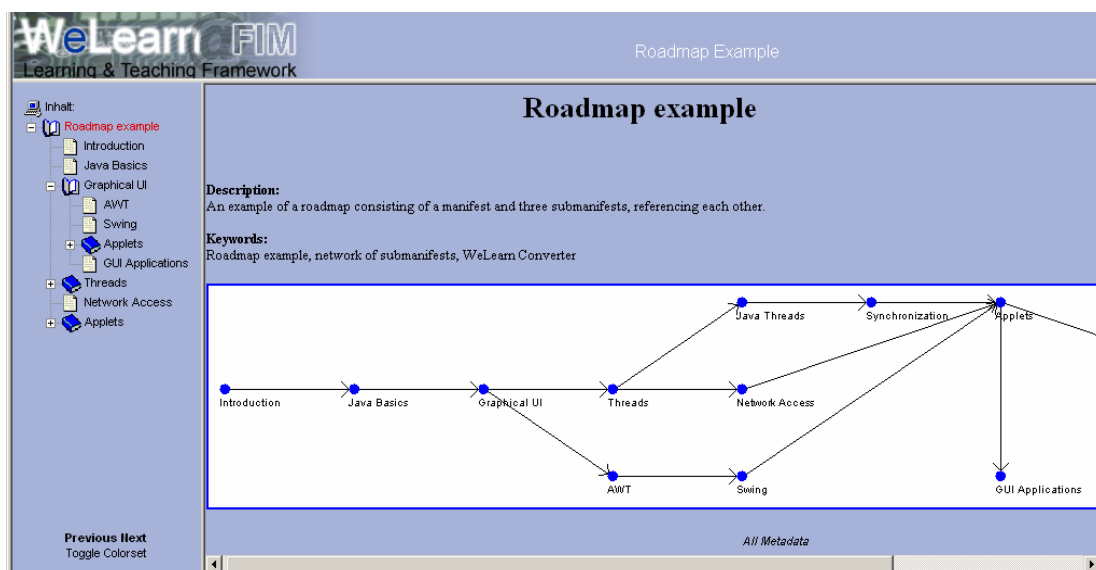 WeLearn FIM
Learning & Teaching Framework
Roadmap Example
Inhalt:
Roadmap example
Introduction
Java Basics
Graphical UI
AWT
Swing
Applets
GUI Applications
Threads
Network Access
Applets
Previous Next
Toggle Colorset
Roadmap example
Description:
An example of a roadmap consisting of a manifest and three submanifests, referencing each other.
Keywords:
Roadmap example, network of submanifests, WeLearn Converter
Java Threads
Synchronization
Applets
Introduction
Java Basics
Graphical UI
Threads
Network Access
AWT
Swing
GUI Applications
All Metadata